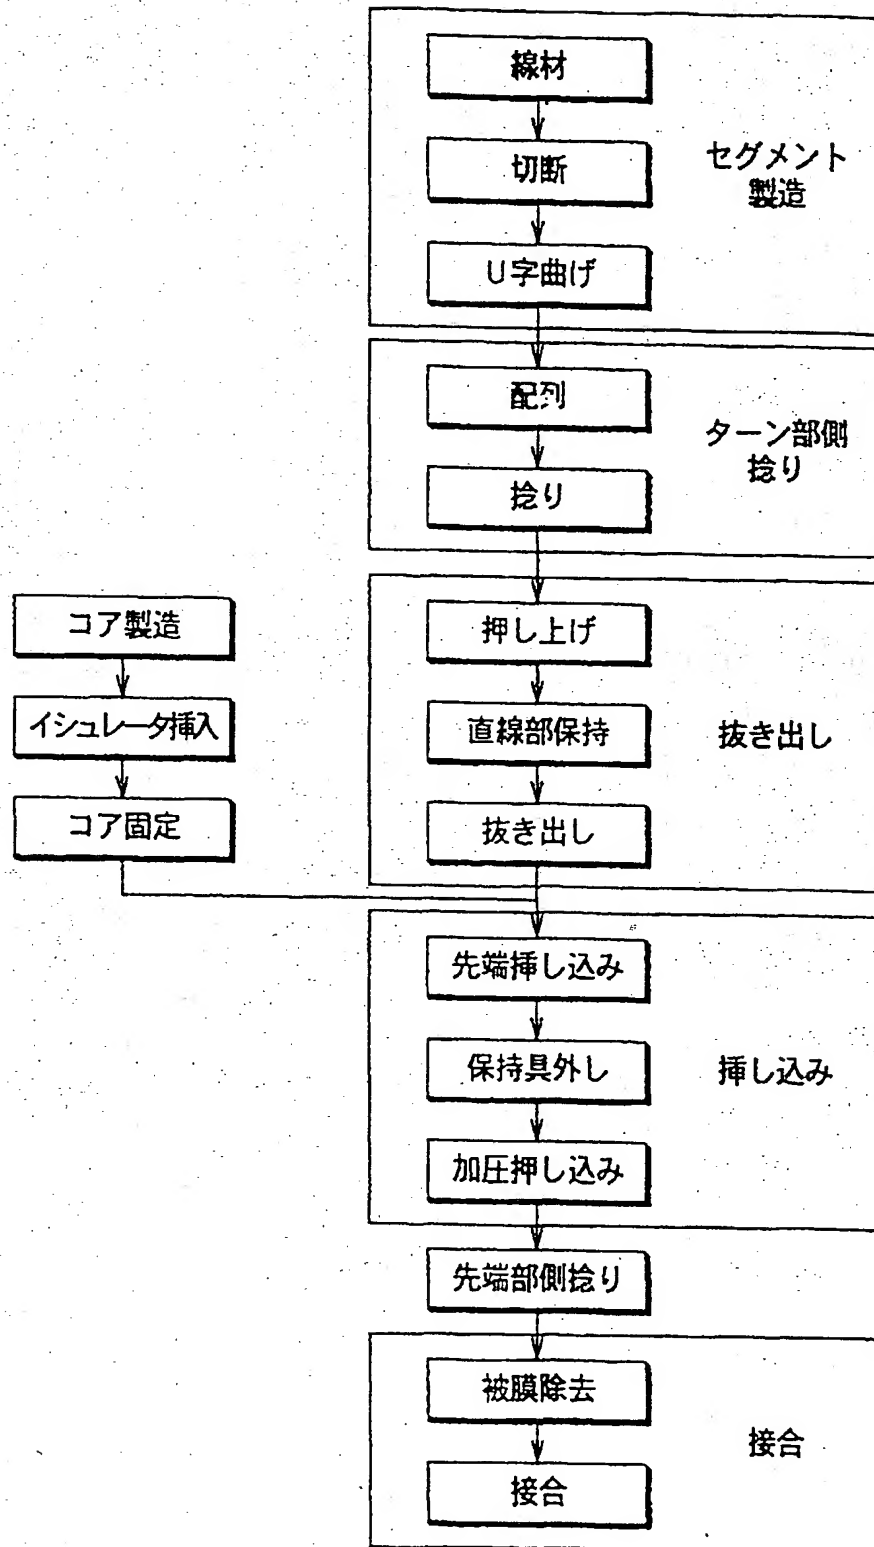 線材
切断
U字曲げ
セグメント
製造
配列
捻り
ターン部側
捻り
コア製造
イシュレータ挿入
コア固定
押し上げ
直線部保持
抜き出し
抜き出し
先端挿し込み
保持具外し
加圧押し込み
挿し込み
先端部側捻り
被膜除去
接合
接合